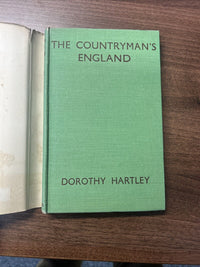 THE COUNTRYMAN'S
ENGLAND
DOROTHY HARTLEY